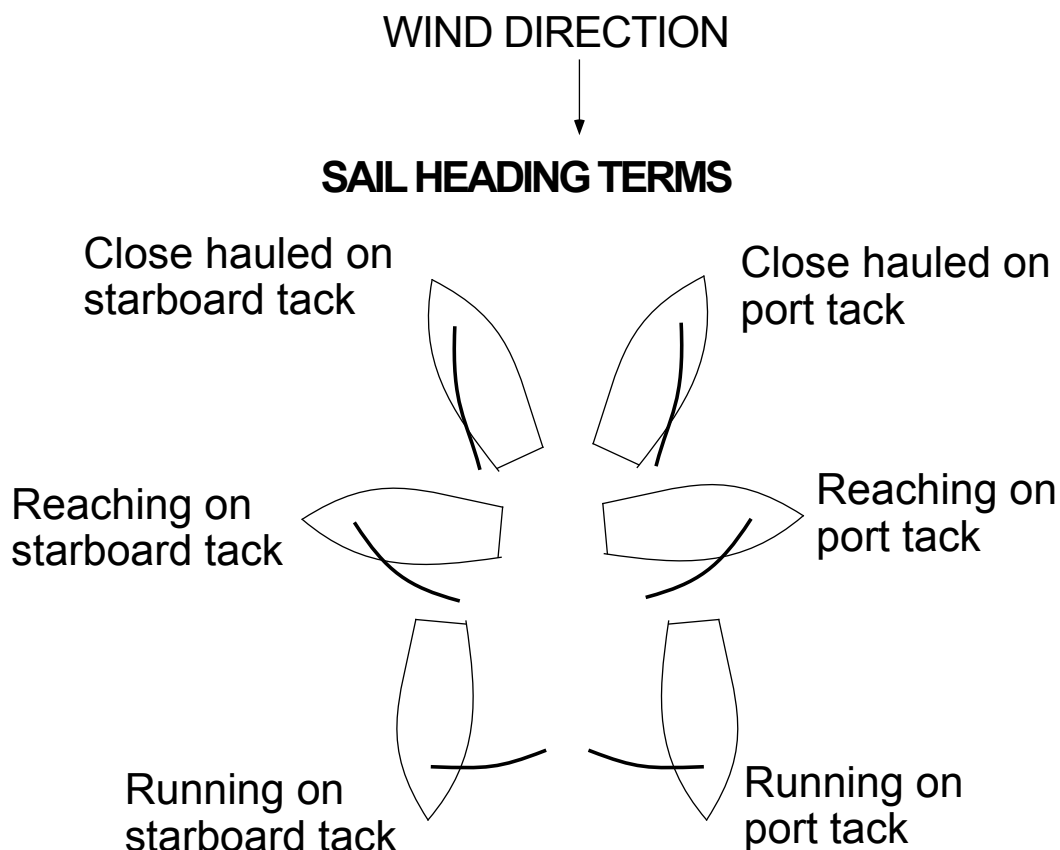 WIND DIRECTION
SAIL HEADING TERMS
Close hauled on
starboard tack
Close hauled on
port tack
Reaching on
starboard tack
Reaching on
port tack
Running on
starboard tack
Running on
port tack